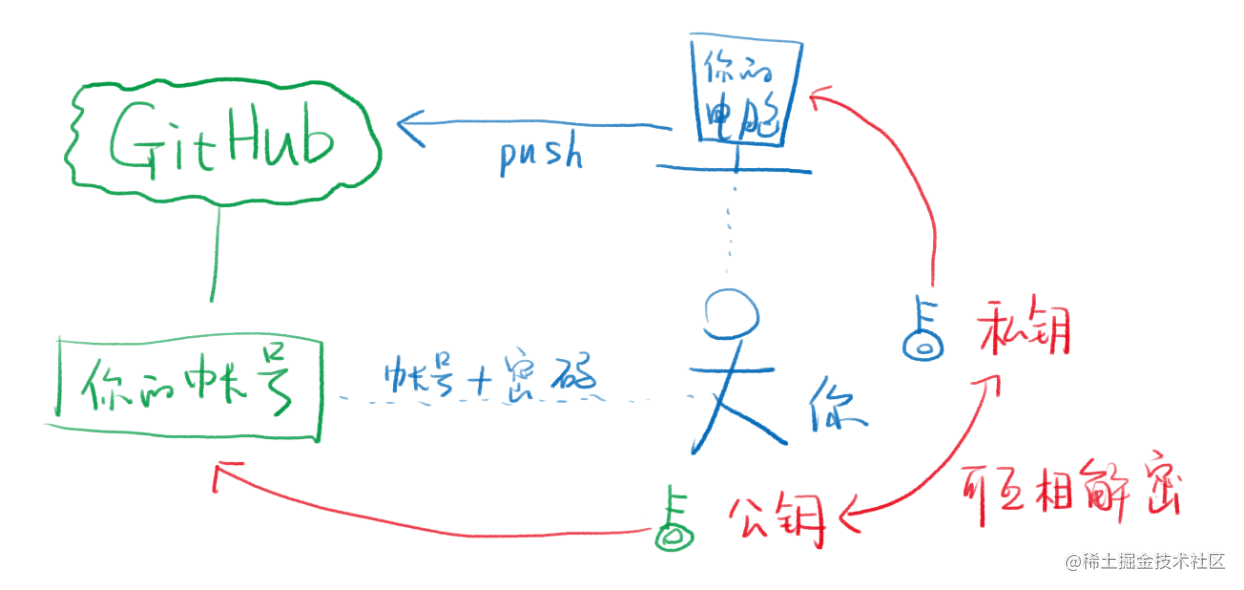 GitHub
push
你的
电脑
你的帐号
帐号+密码
你
私钥
公钥
可互相解密
@稀土掘金技术社区